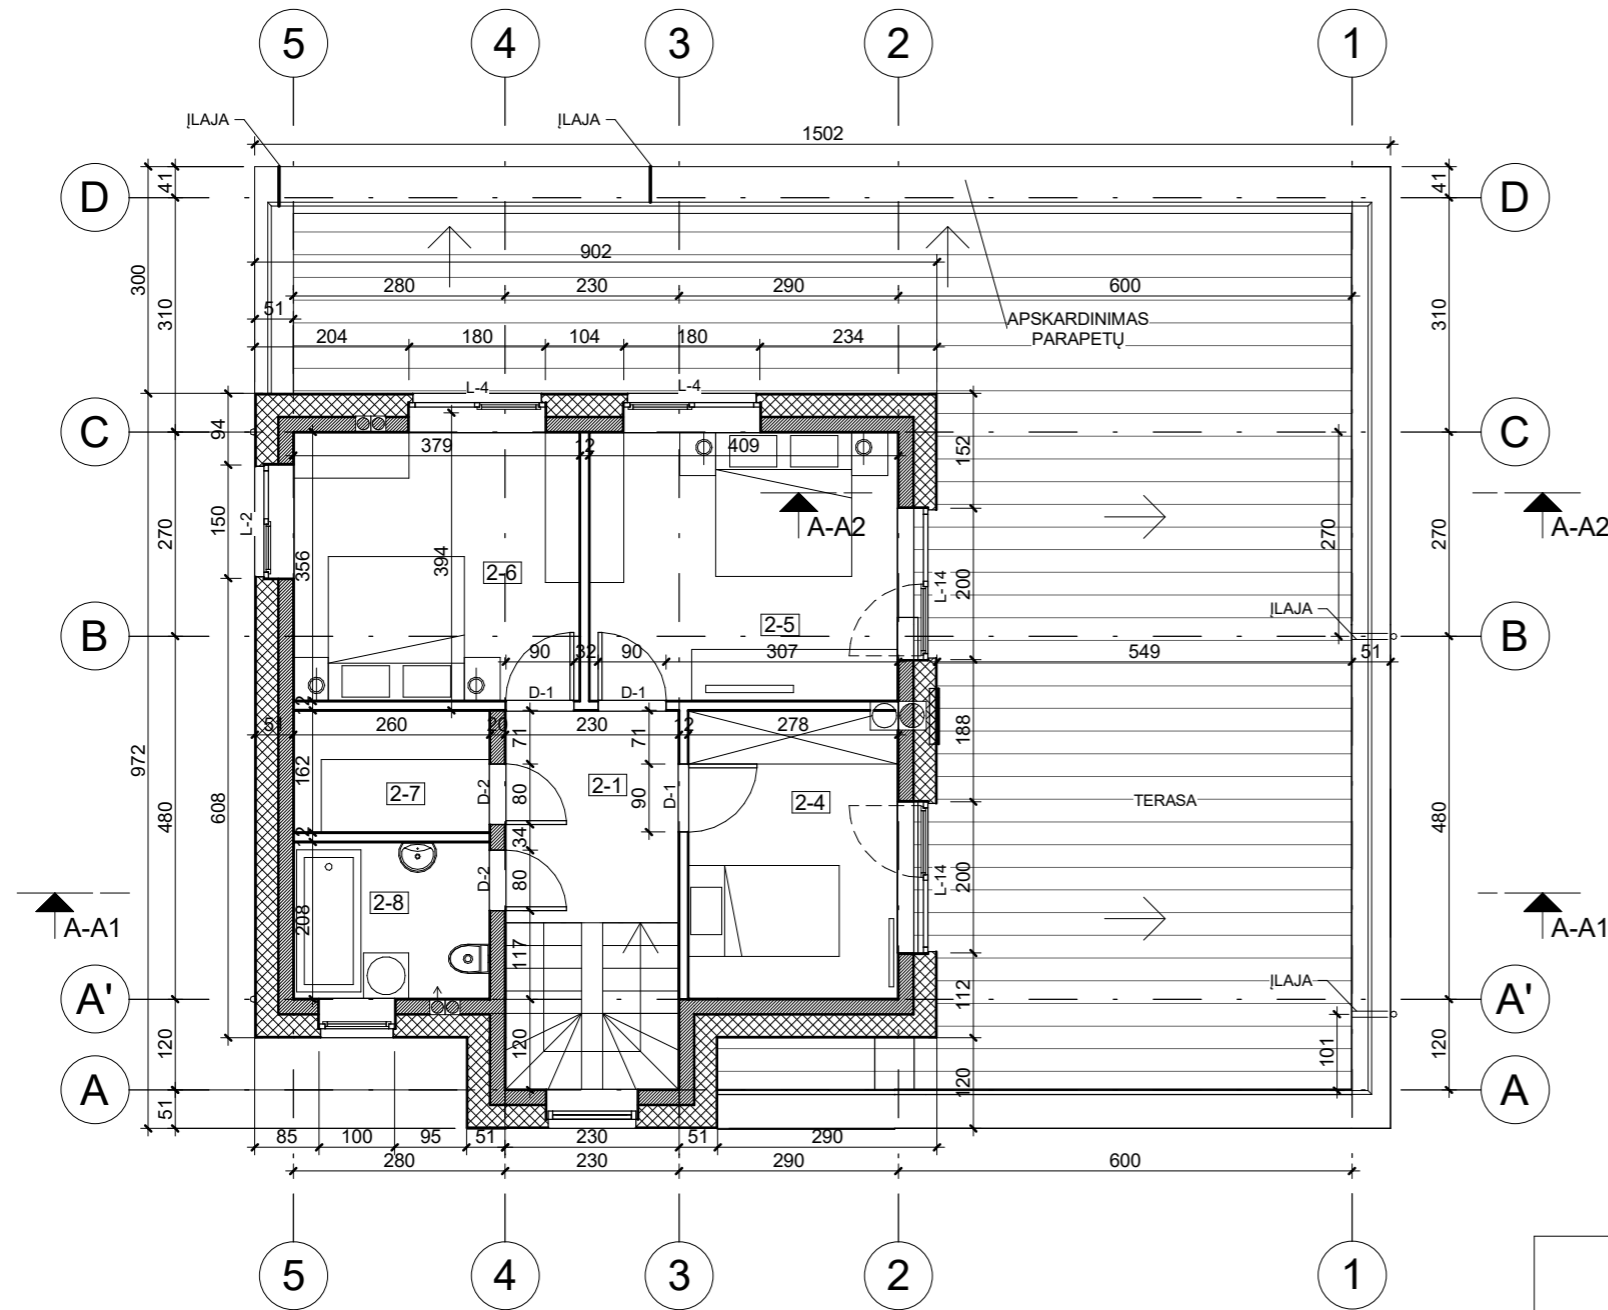 5 4 3 2 1
ĮLAJA ĮLAJA
1502
D 41 41 D
902
300 310 280 230 290 600 310
51
APSKARDINIMAS
PARAPETŲ
204 180 104 180 234
L-4 L-4
C 94 C
379 12 409 152
150 L-2 270 A-A2 270 270 A-A2
356 394 2-6 L-14 200
ĮLAJA
B 2-5 B
90 32 90 307 549 51
12 D-1 D-1
51 260 20 230 12 278
71 71 188
972 162 2-7 D-2 80 2-1 90 D-1 2-4 TERASA
608 480 480
12 34
D-2 80 L-14 200
A-A1 208 2-8 A-A1
117
ĮLAJA
A' 112 A'
120 120 101 120
A 120 A
51
85 100 95 51 230 51 290
280 230 290 600
5 4 3 2 1